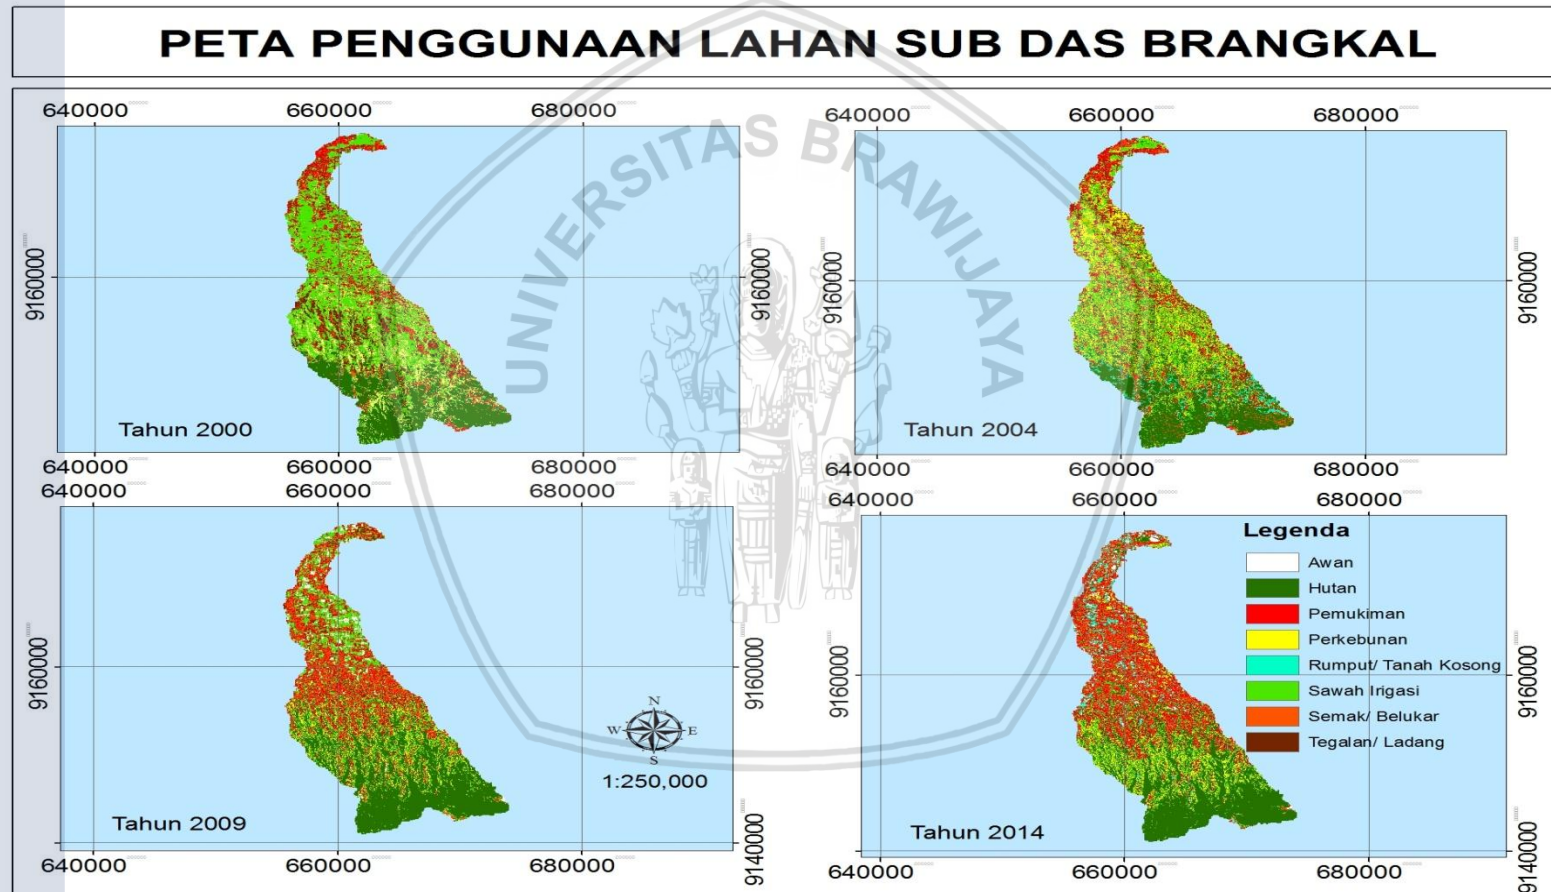 PETA PENGGUNAAN LAHAN SUB DAS BRANGKAL
UNIVERSITAS BRAWIJAYA
640000 660000 680000
9160000 9160000
Tahun 2000
640000 660000 680000
640000 660000 680000
9160000 9160000
Tahun 2004
640000 660000 680000
640000 660000 680000
9160000 9160000
N
W E
S
1:250,000
Tahun 2009
9140000
640000 660000 680000
640000 660000 680000
9160000 9160000
Legenda
Awan
Hutan
Pemukiman
Perkebunan
Rumput/ Tanah Kosong
Sawah Irigasi
Semak/ Belukar
Tegalan/ Ladang
Tahun 2014
9140000
640000 660000 680000